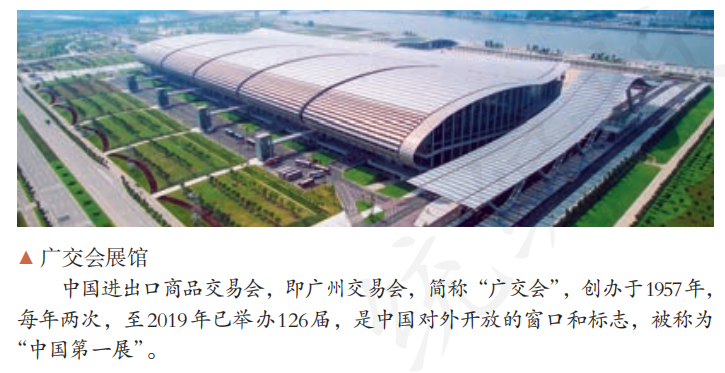 ▲广交会展馆
中国进出口商品交易会，即广州交易会，简称“广交会”，创办于1957年，
每年两次，至2019年已举办126届，是中国对外开放的窗口和标志，被称为
“中国第一展”。